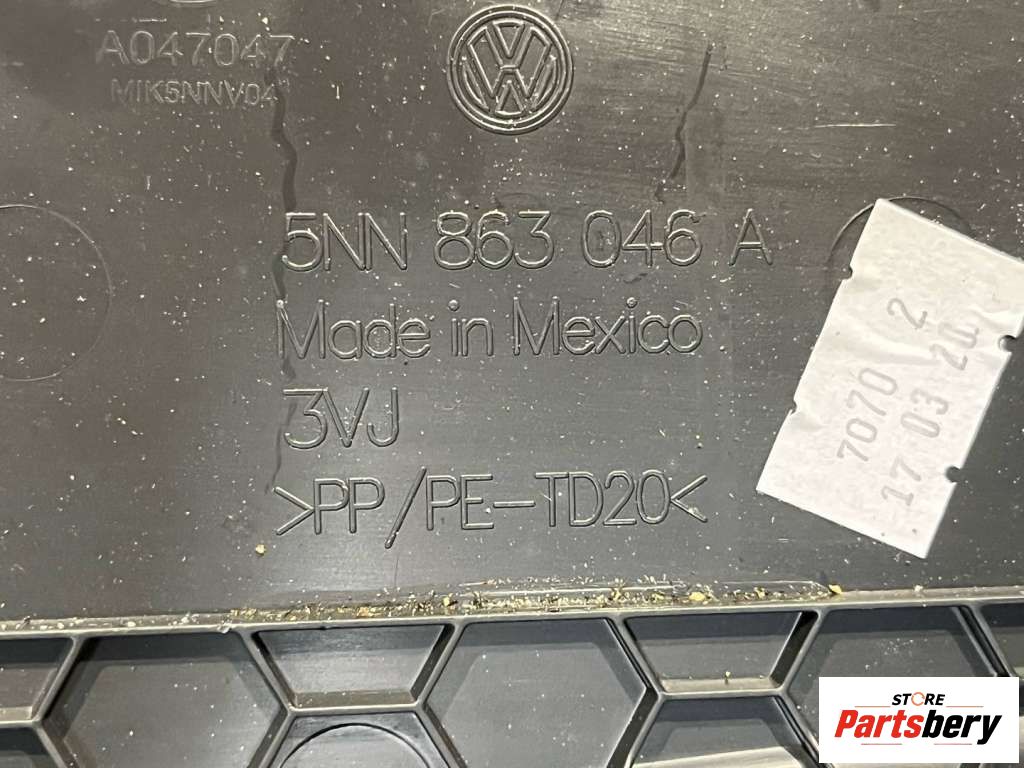 A047047
MIK5NNV04
5NN 863 046 A
Made in Mexico
3VJ
>PP/PE-TD20<
7070 2
17 03 20
STORE
Partsbery